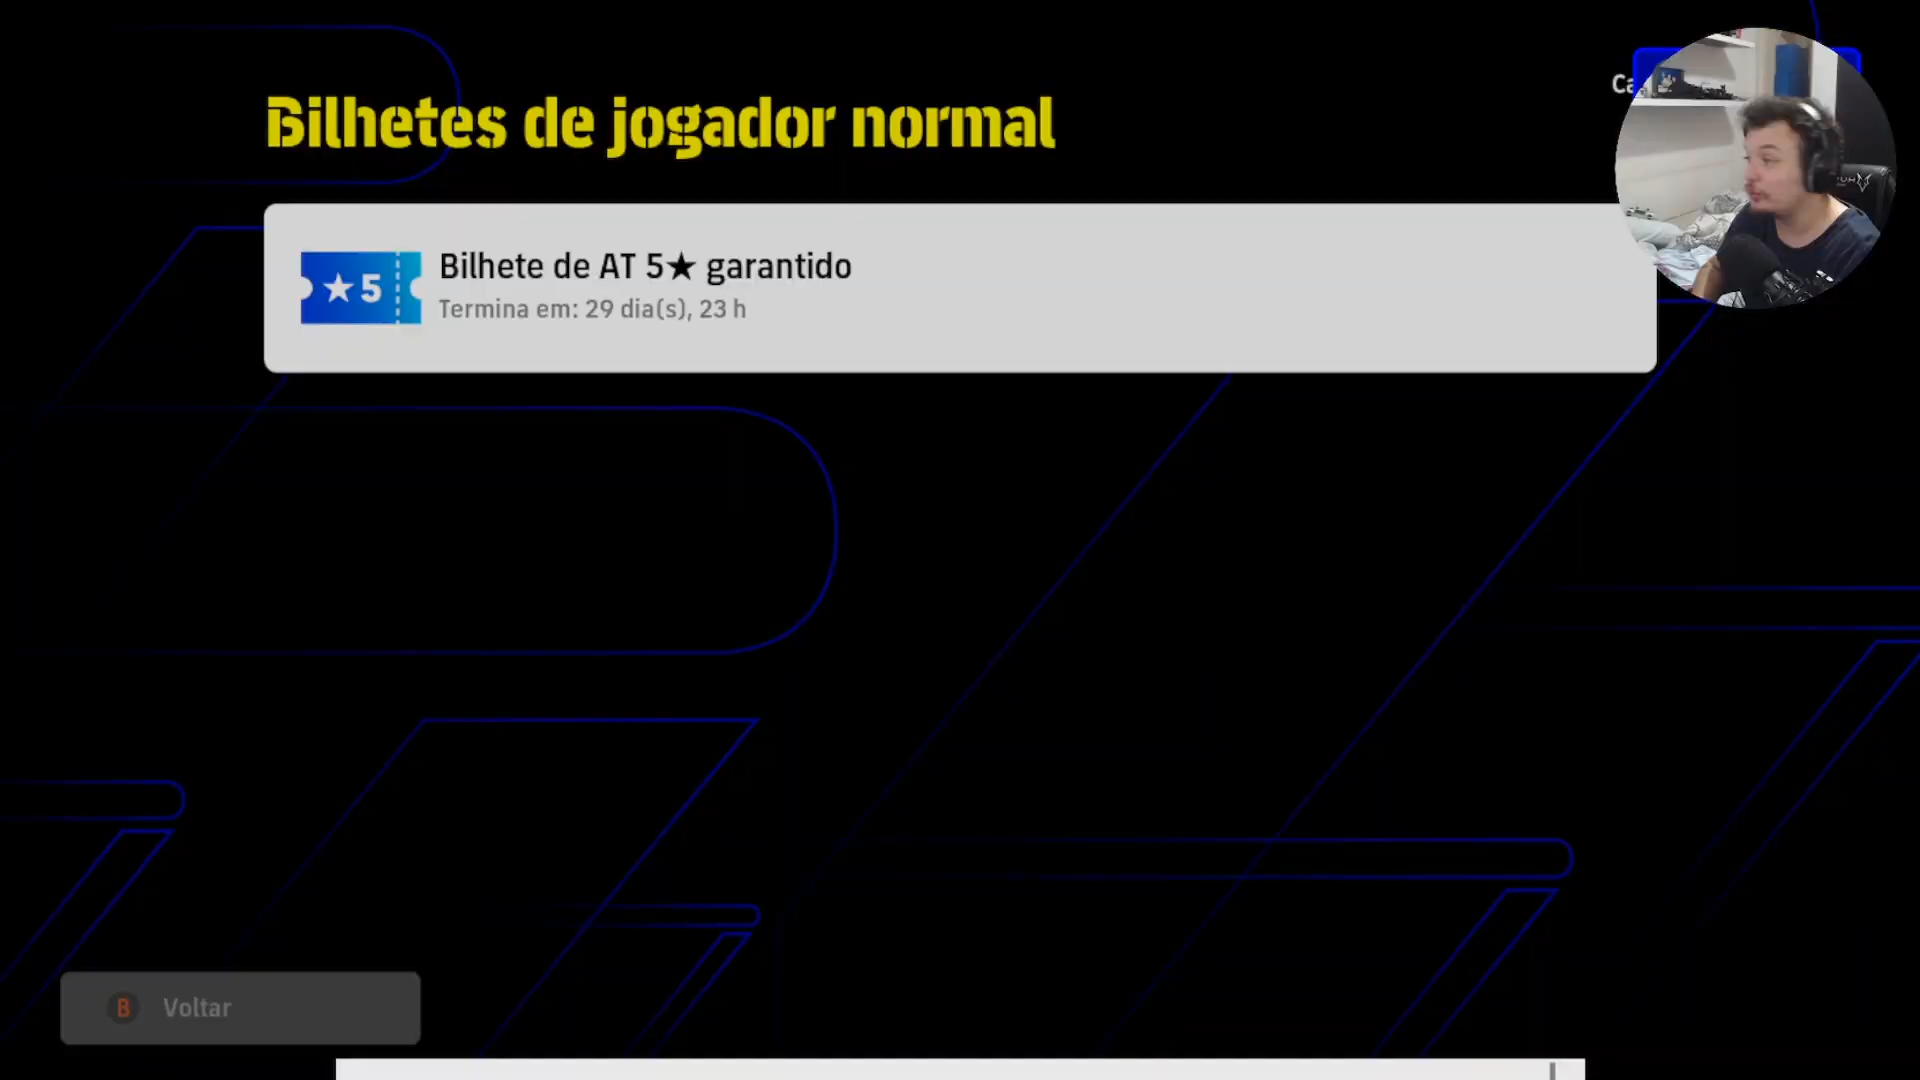 Bilhetes de jogador normal
★5
Bilhete de AT 5★ garantido
Termina em: 29 dia(s), 23 h
B Voltar